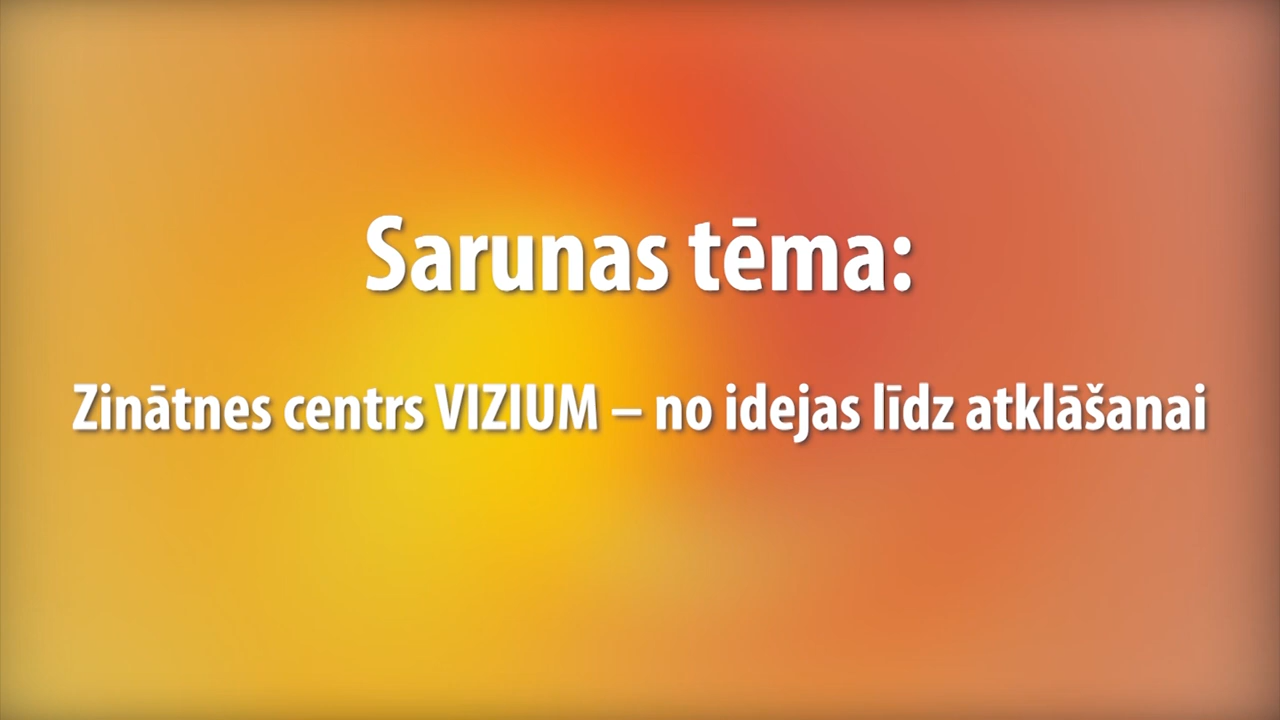 Sarunas tēma:
Zinātnes centrs VIZIUM – no idejas līdz atklāšanai